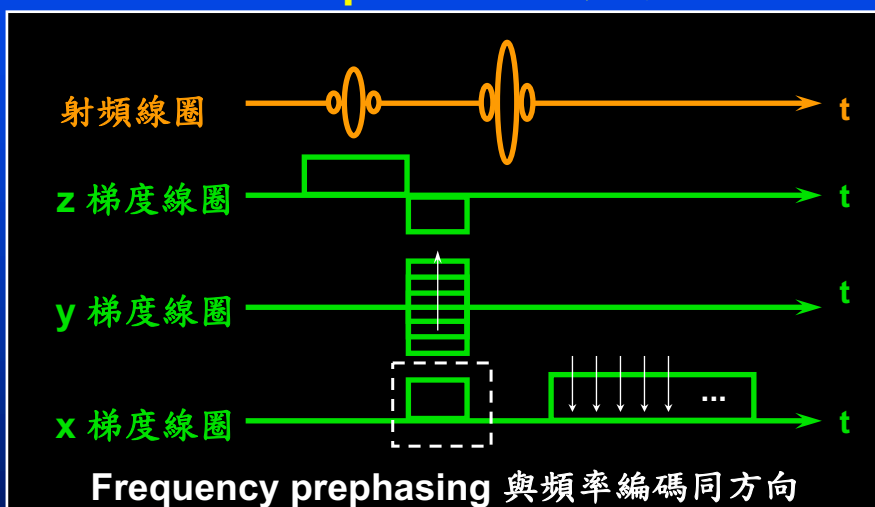 射頻線圈 t
z 梯度線圈 t
y 梯度線圈 t
x 梯度線圈 ... t
Frequency prephasing 與頻率編碼同方向